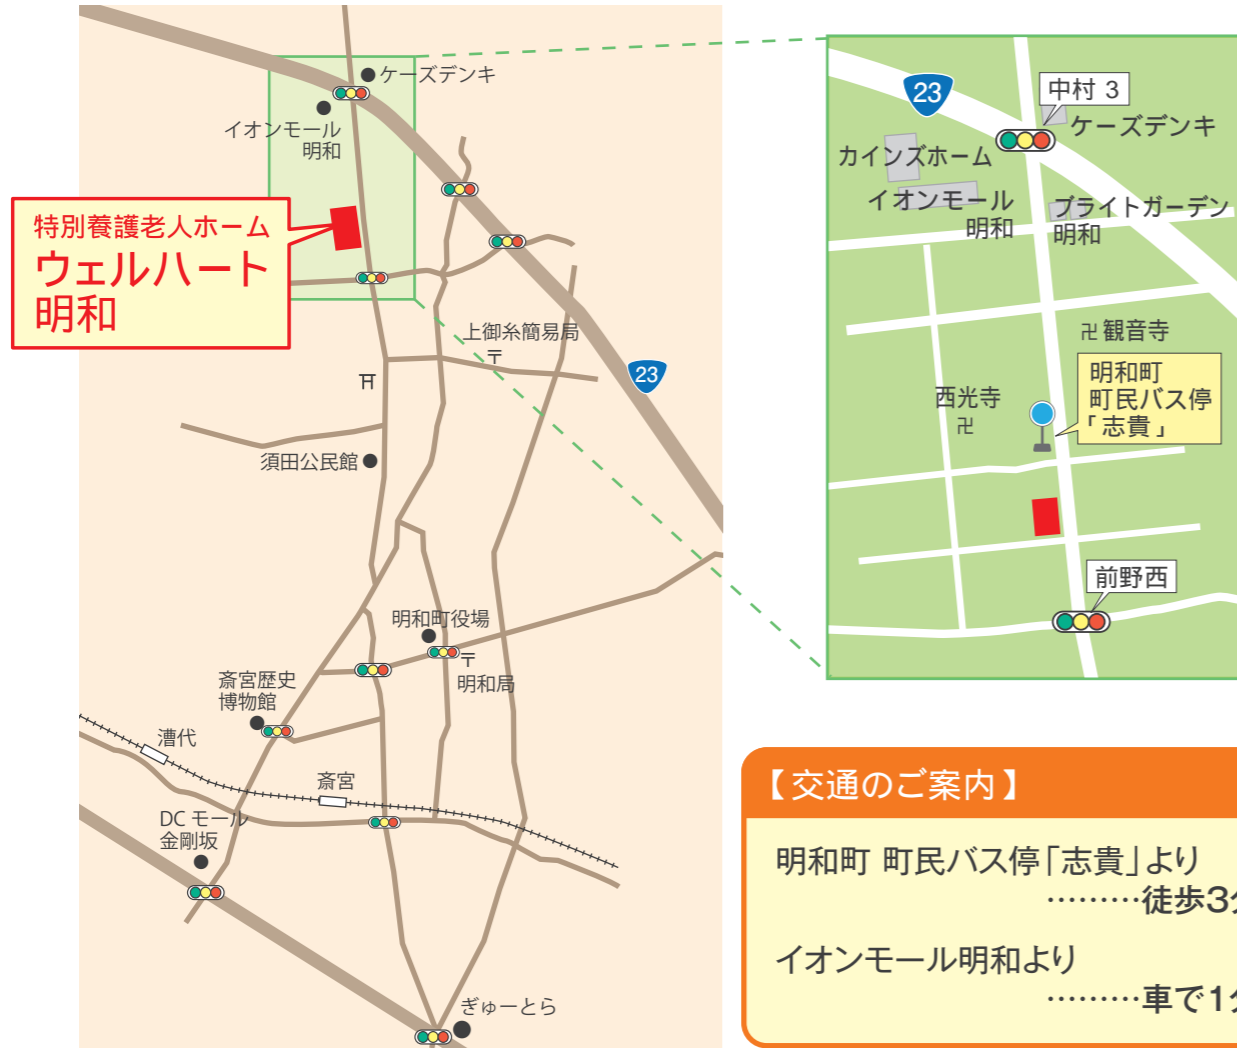 ケーズデンキ
イオンモール
明和
特別養護老人ホーム
ウェルハート
明和
上御糸簡易局
〒
23
須田公民館
明和町役場
〒
明和局
斎宮歴史
博物館
漕代
斎宮
DCモール
金剛坂
ぎゅーとら
23
中村 3
ケーズデンキ
カインズホーム
イオンモール
明和
ブライトガーデン
明和
卍観音寺
明和町
町民バス停
「志貴」
西光寺
卍
前野西
【交通のご案内】
明和町 町民バス停「志貴」より
………徒歩3分
イオンモール明和より
………車で1分